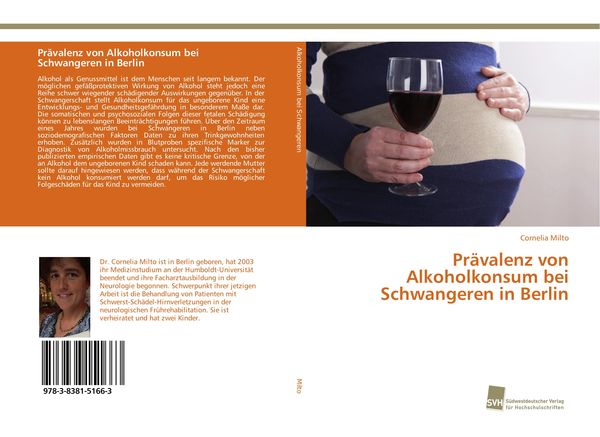 Prävalenz von Alkoholkonsum bei
Schwangeren in Berlin
Alkohol als Genussmittel ist dem Menschen seit langem bekannt. Der
möglichen gefäßprotektiven Wirkung von Alkohol steht jedoch eine
Reihe schwer wiegender schädigender Auswirkungen gegenüber. In der
Schwangerschaft stellt Alkoholkonsum für das ungeborene Kind eine
Entwicklungs- und Gesundheitsgefährdung in besonderem Maße dar.
Die somatischen und psychosozialen Folgen dieser fetalen Schädigung
können zu lebenslangen Beeinträchtigungen führen. Über den Zeitraum
eines Jahres wurden bei Schwangeren in Berlin neben
soziodemografischen Faktoren Daten zu ihren Trinkgewohnheiten
erhoben. Zusätzlich wurden in Blutproben spezifische Marker zur
Diagnostik von Alkoholmissbrauch untersucht. Nach den bisher
publizierten empirischen Daten gibt es keine kritische Grenze, von der
an Alkohol dem ungeborenen Kind schaden kann. Jede werdende Mutter
sollte darauf hingewiesen werden, dass während der Schwangerschaft
kein Alkohol konsumiert werden darf, um das Risiko möglicher
Folgeschäden für das Kind zu vermeiden.
Dr. Cornelia Milto ist in Berlin geboren, hat 2003
ihr Medizinstudium an der Humboldt-Universität
beendet und ihre Facharztausbildung in der
Neurologie begonnen. Schwerpunkt ihrer jetzigen
Arbeit ist die Behandlung von Patienten mit
Schwerst-Schädel-Hirnverletzungen in der
neurologischen Frührehabilitation. Sie ist
verheiratet und hat zwei Kinder.
978-3-8381-5166-3
Alkoholkonsum bei Schwangeren
Milto
Cornelia Milto
Prävalenz von
Alkoholkonsum bei
Schwangeren in Berlin
SVH
Südwestdeutscher Verlag
für Hochschulschriften